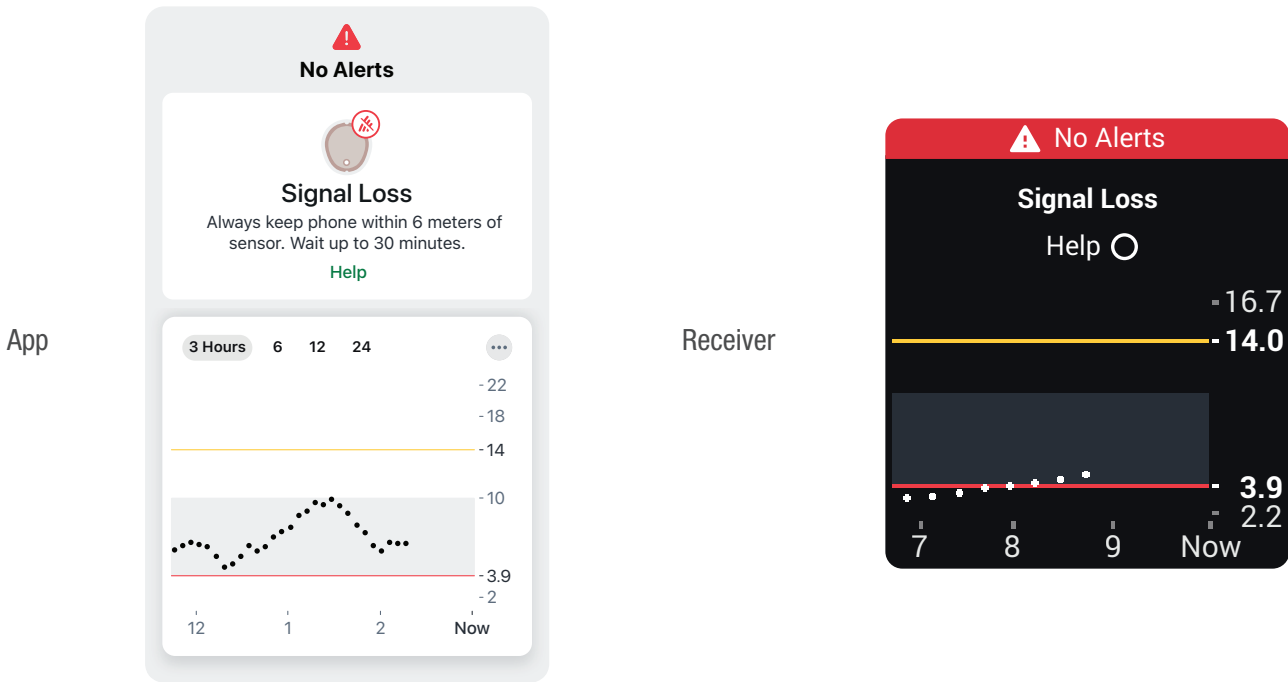 App
No Alerts
Signal Loss
Always keep phone within 6 meters of
sensor. Wait up to 30 minutes.
Help
3 Hours 6 12 24
22
18
14
10
3.9
2
12 1 2 Now
Receiver
No Alerts
Signal Loss
Help
16.7
14.0
3.9
2.2
7 8 9 Now